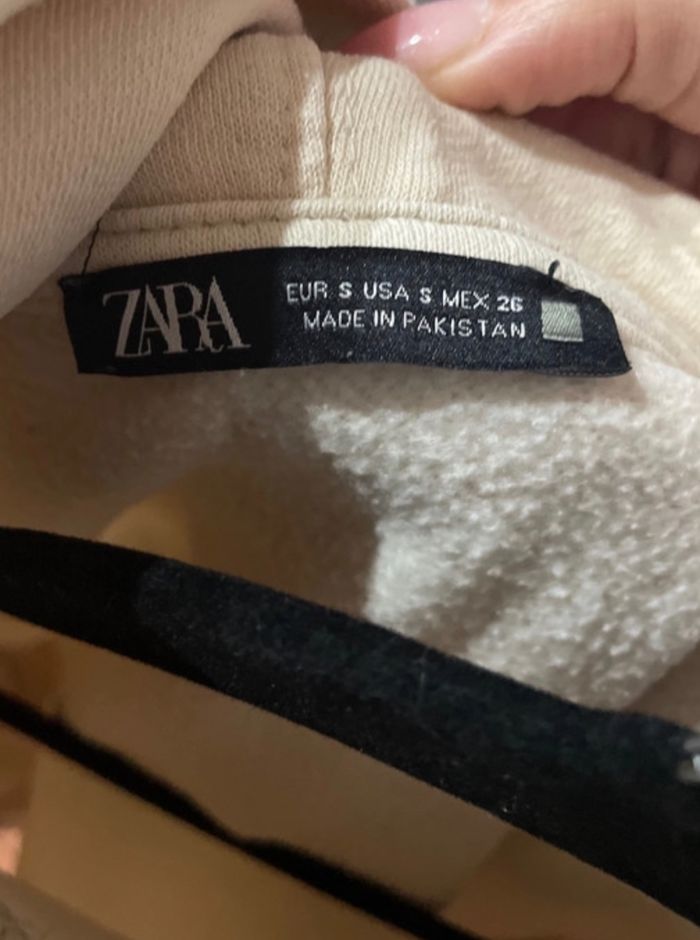 ZARA
EUR S USA S MEX 26
MADE IN PAKISTAN